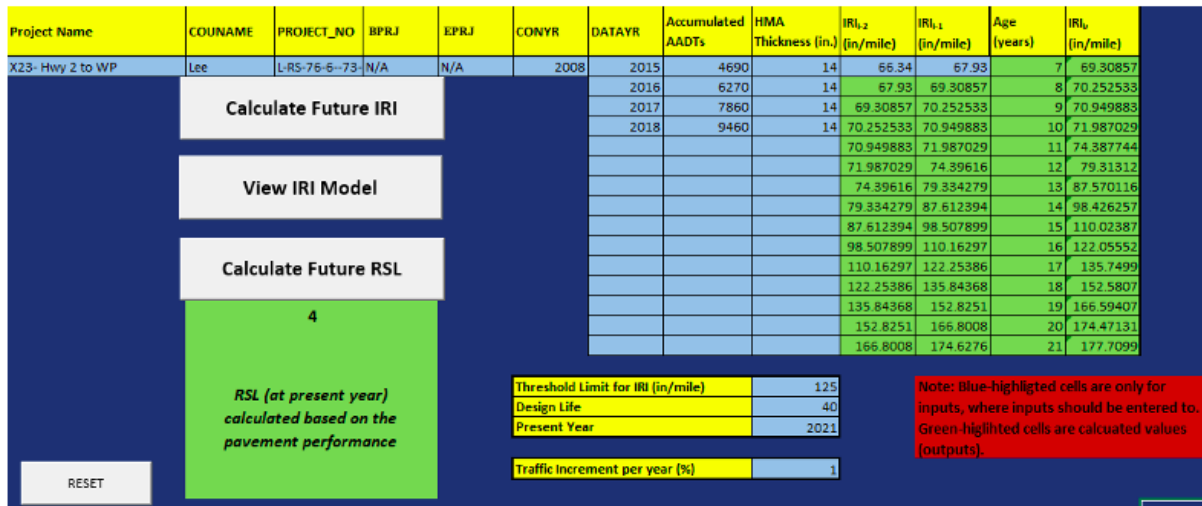 Project Name COUNAME PROJECT_NO BPRJ EPRJ CONYR DATAYR Accumulated AADTs HMA Thickness (in.) IRIt-2 (in/mile) IRIt-1 (in/mile) Age (years) IRIt, (in/mile)
X23- Hwy 2 to WP Lee L-RS-76-6--73- N/A N/A 2008 2015 4690 14 66.34 67.93 7 69.30857
2016 6270 14 67.93 69.30857 8 70.252533
2017 7860 14 69.30857 70.252533 9 70.949883
2018 9460 14 70.252533 70.949883 10 71.987029
70.949883 71.987029 11 74.387744
71.987029 74.39616 12 79.31312
74.39616 79.334279 13 87.570116
79.334279 87.612394 14 98.426257
87.612394 98.507899 15 110.02387
98.507899 110.16297 16 122.05552
110.16297 122.25386 17 135.7499
122.25386 135.84368 18 152.5807
135.84368 152.8251 19 166.59407
152.8251 166.8008 20 174.47131
166.8008 174.6276 21 177.7099
Calculate Future IRI
View IRI Model
Calculate Future RSL
4
RSL (at present year)
calculated based on the
pavement performance
RESET
Threshold Limit for IRI (in/mile) 125
Design Life 40
Present Year 2021
Traffic Increment per year (%) 1
Note: Blue-highligted cells are only for
inputs, where inputs should be entered to.
Green-higlihted cells are calcuated values
(outputs).